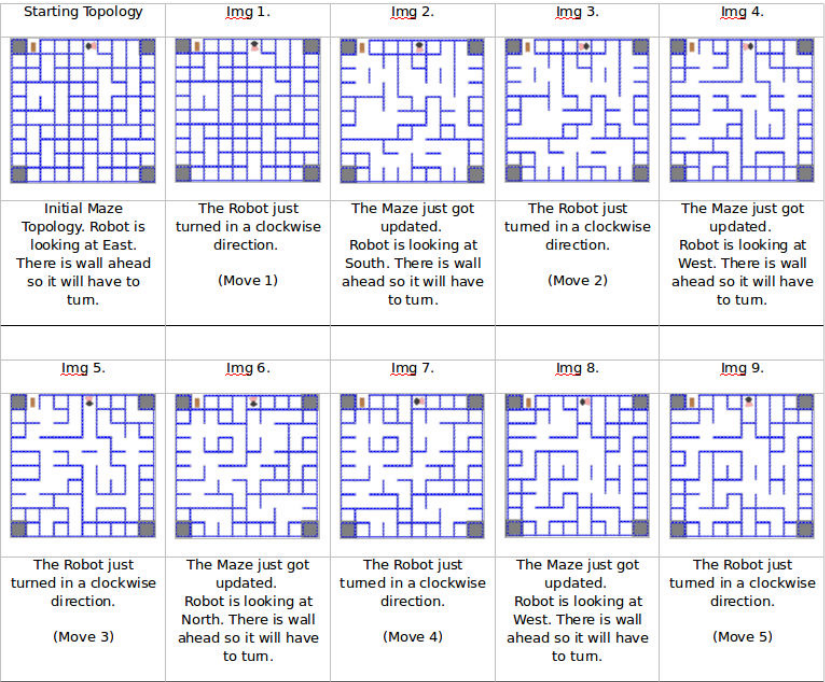 Starting Topology
Img 1.
Img 2.
Img 3.
Img 4.
Initial Maze
Topology. Robot is
looking at East.
There is wall ahead
so it will have to
turn.
The Robot just
turned in a clockwise
direction.
(Move 1)
The Maze just got
updated.
Robot is looking at
South. There is wall
ahead so it will have
to turn.
The Robot just
turned in a clockwise
direction.
(Move 2)
The Maze just got
updated.
Robot is looking at
West. There is wall
ahead so it will have
to turn.
Img 5.
Img 6.
Img 7.
Img 8.
Img 9.
The Robot just
turned in a clockwise
direction.
(Move 3)
The Maze just got
updated.
Robot is looking at
North. There is wall
ahead so it will have
to turn.
The Robot just
turned in a clockwise
direction.
(Move 4)
The Maze just got
updated.
Robot is looking at
West. There is wall
ahead so it will have
to turn.
The Robot just
turned in a clockwise
direction.
(Move 5)